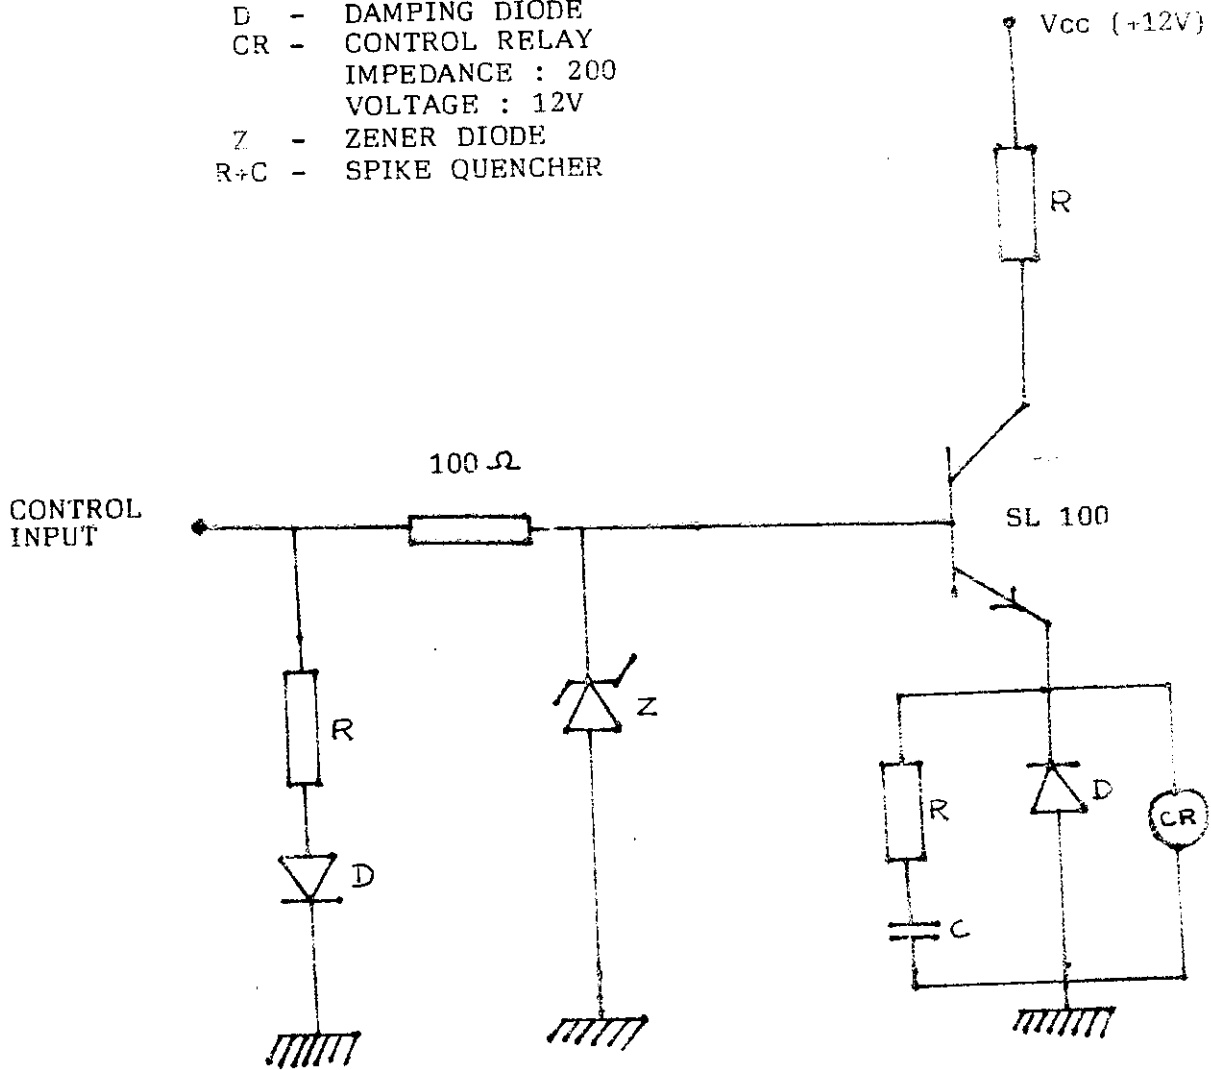 D - DAMPING DIODE
CR - CONTROL RELAY
IMPEDANCE : 200
VOLTAGE : 12V
Z - ZENER DIODE
R+C - SPIKE QUENCHER
Vcc (+12V)
R
100 Ω
CONTROL
INPUT
SL 100
R
Z
D
R
D
CR
C